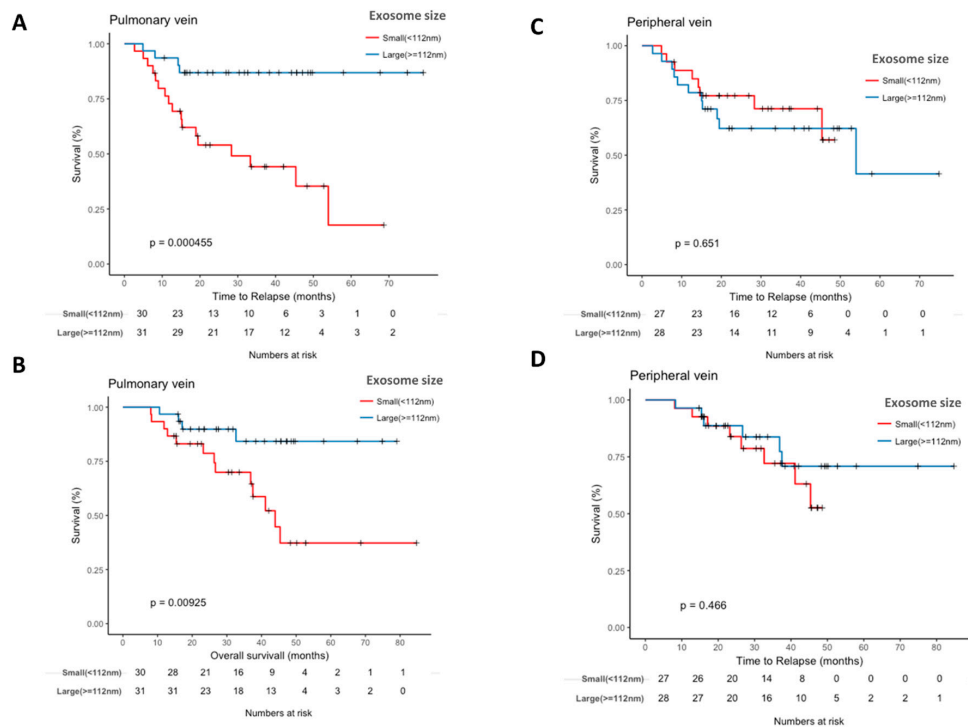 A
Pulmonary vein
Exosome size
Small(<112nm)
Large(>=112nm)
1.00
0.75
0.50
0.25
0.00
Survival (%)
p = 0.000455
0 10 20 30 40 50 60 70 80
Time to Relapse (months)
Small(<112nm) 30 23 13 10 6 3 1 0
Large(>=112nm) 31 29 21 17 12 4 3 2
Numbers at risk
B
Pulmonary vein
Exosome size
Small(<112nm)
Large(>=112nm)
1.00
0.75
0.50
0.25
0.00
Survival (%)
p = 0.00925
0 10 20 30 40 50 60 70 80
Overall survivall (months)
Small(<112nm) 30 28 21 16 9 4 2 1 1
Large(>=112nm) 31 31 23 18 13 4 3 2 0
Numbers at risk
C
Peripheral vein
Exosome size
Small(<112nm)
Large(>=112nm)
1.00
0.75
0.50
0.25
0.00
Survival (%)
p = 0.651
0 10 20 30 40 50 60 70 80
Time to Relapse (months)
Small(<112nm) 27 23 16 12 6 0 0 0
Large(>=112nm) 28 23 14 11 9 4 1 1
Numbers at risk
D
Peripheral vein
Exosome size
Small(<112nm)
Large(>=112nm)
1.00
0.75
0.50
0.25
0.00
Survival (%)
p = 0.466
0 10 20 30 40 50 60 70 80
Time to Relapse (months)
Small(<112nm) 27 26 20 14 8 0 0 0 0
Large(>=112nm) 28 27 20 16 10 5 2 2 1
Numbers at risk